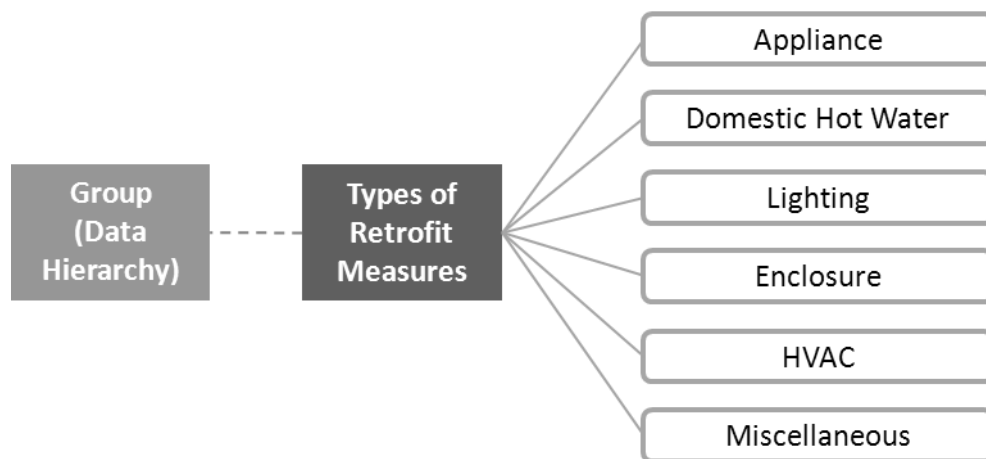 Group
(Data
Hierarchy)
Types of
Retrofit
Measures
Appliance
Domestic Hot Water
Lighting
Enclosure
HVAC
Miscellaneous